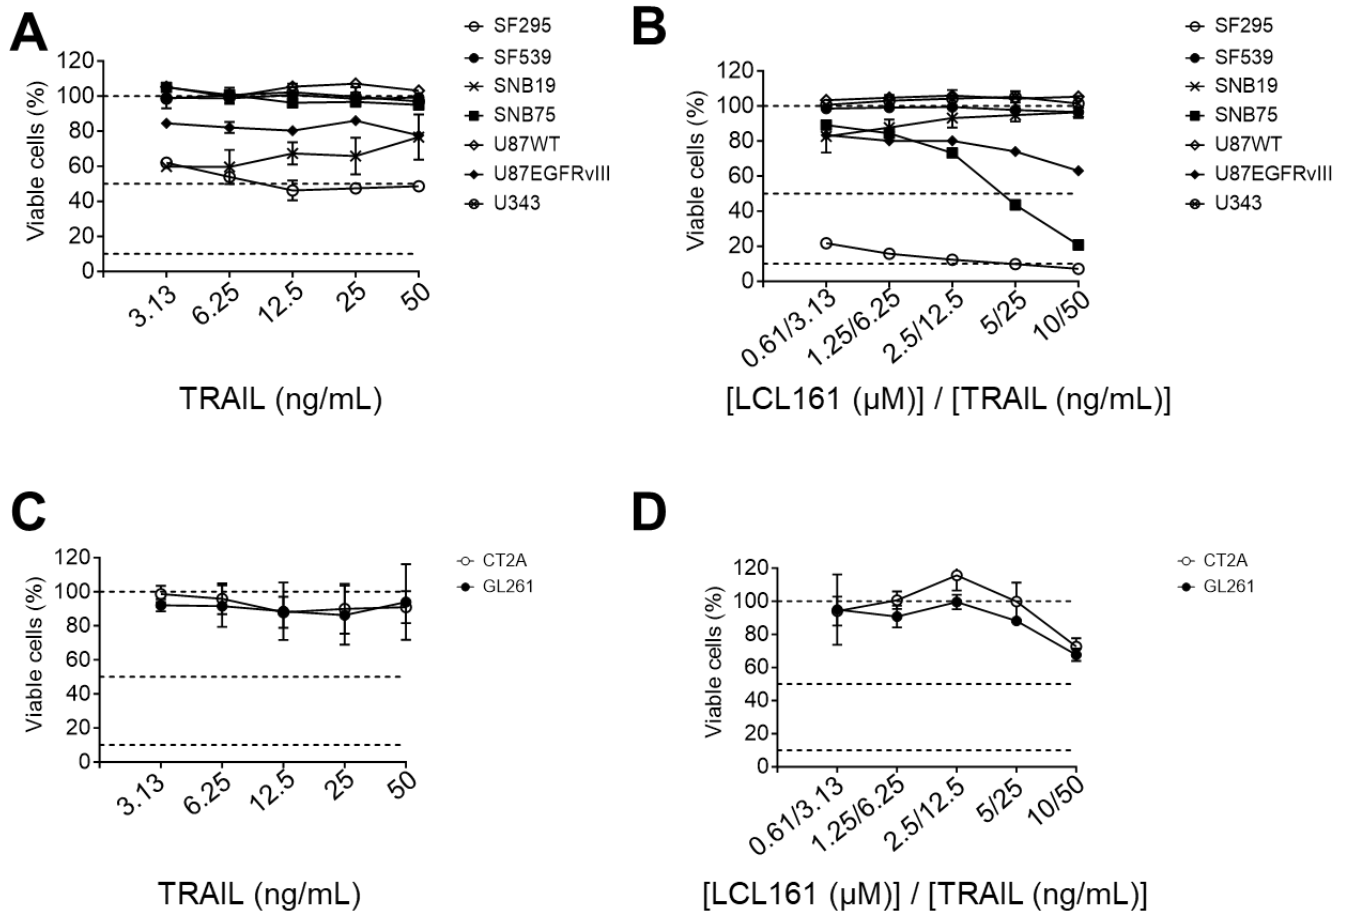 A
SF295
SF539
SNB19
SNB75
U87WT
U87EGFRvIII
U343
Viable cells (%)
120
100
80
60
40
20
0
3.13
6.25
12.5
25
50
TRAIL (ng/mL)
B
SF295
SF539
SNB19
SNB75
U87WT
U87EGFRvIII
U343
Viable cells (%)
120
100
80
60
40
20
0
0.61/3.13
1.25/6.25
2.5/12.5
5/25
10/50
[LCL161 (μM)] / [TRAIL (ng/mL)]
C
CT2A
GL261
Viable cells (%)
120
100
80
60
40
20
0
3.13
6.25
12.5
25
50
TRAIL (ng/mL)
D
CT2A
GL261
Viable cells (%)
120
100
80
60
40
20
0
0.61/3.13
1.25/6.25
2.5/12.5
5/25
10/50
[LCL161 (μM)] / [TRAIL (ng/mL)]